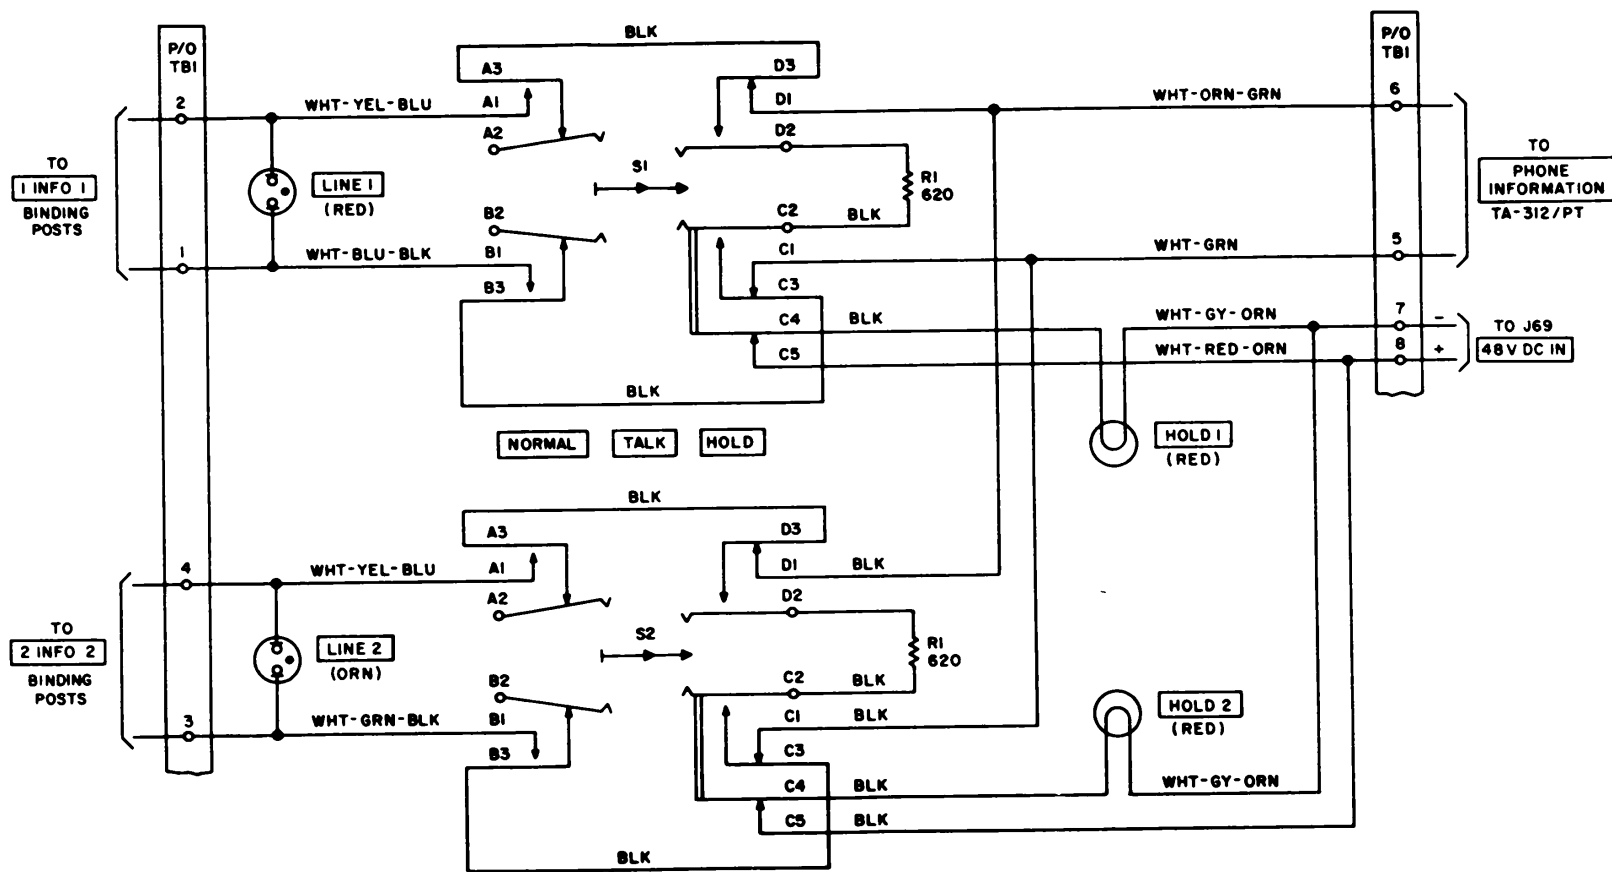 BLK
P/O
TB1
A3
D3
P/O
TB1
2
WHT-YEL-BLU
A1
D1
WHT-ORN-GRN
6
A2
D2
TO
1 INFO 1
BINDING
POSTS
LINE 1
(RED)
S1
R1
620
TO
PHONE
INFORMATION
TA-312/PT
B2
C2
BLK
1
WHT-BLU-BLK
B1
C1
WHT-GRN
5
B3
C3
C4
BLK
WHT-GY-ORN
7
-
C5
WHT-RED-ORN
8
+
TO J69
48V DC IN
BLK
NORMAL
TALK
HOLD
HOLD 1
(RED)
BLK
A3
D3
4
WHT-YEL-BLU
A1
D1
BLK
A2
D2
TO
2 INFO 2
BINDING
POSTS
LINE 2
(ORN)
S2
R1
620
B2
C2
BLK
3
WHT-GRN-BLK
B1
C1
BLK
HOLD 2
(RED)
B3
C3
C4
BLK
WHT-GY-ORN
C5
BLK
BLK